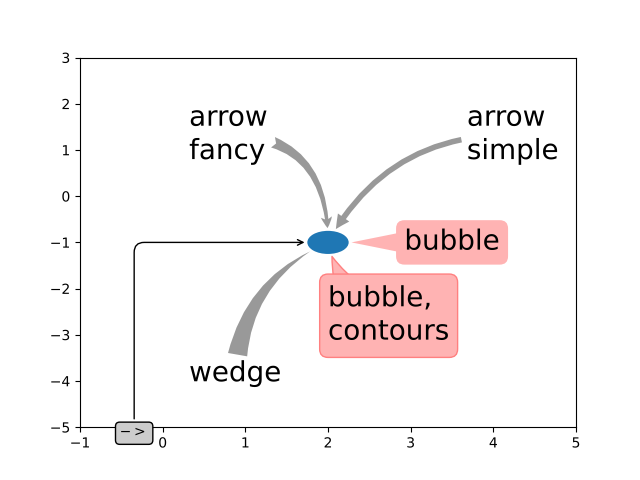 3
2
1
0
−1
−2
−3
−4
−5
arrow
fancy
arrow
simple
bubble
bubble,
contours
wedge
−>
−1 0 1 2 3 4 5